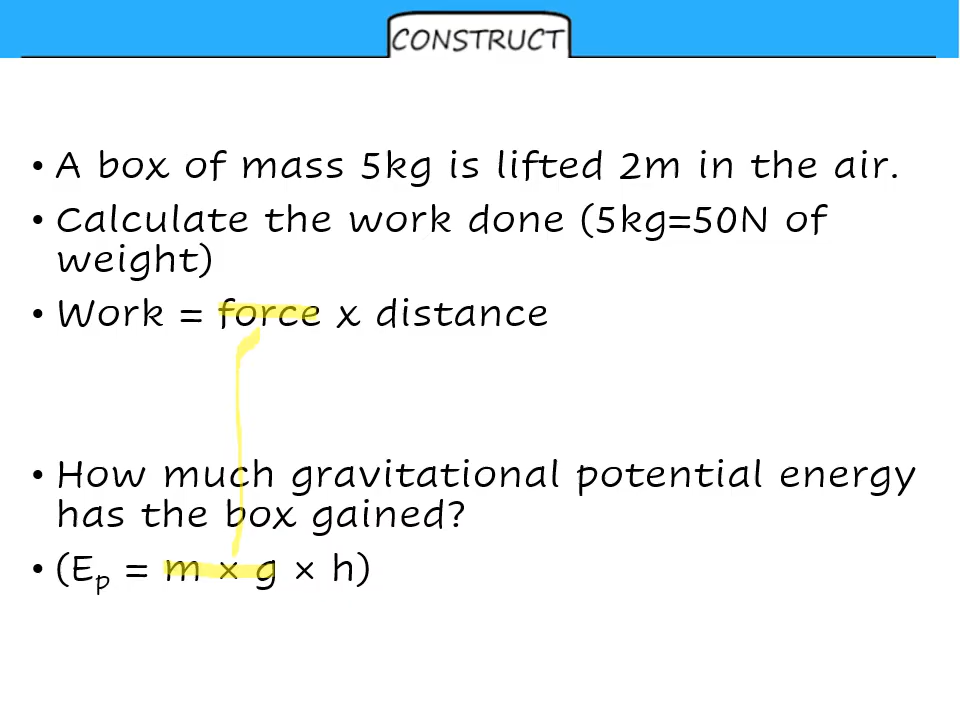 CONSTRUCT
• A box of mass 5kg is lifted 2m in the air.
• Calculate the work done (5kg=50N of
weight)
• Work = force x distance
• How much gravitational potential energy
has the box gained?
• (Eₚ = m × g × h)